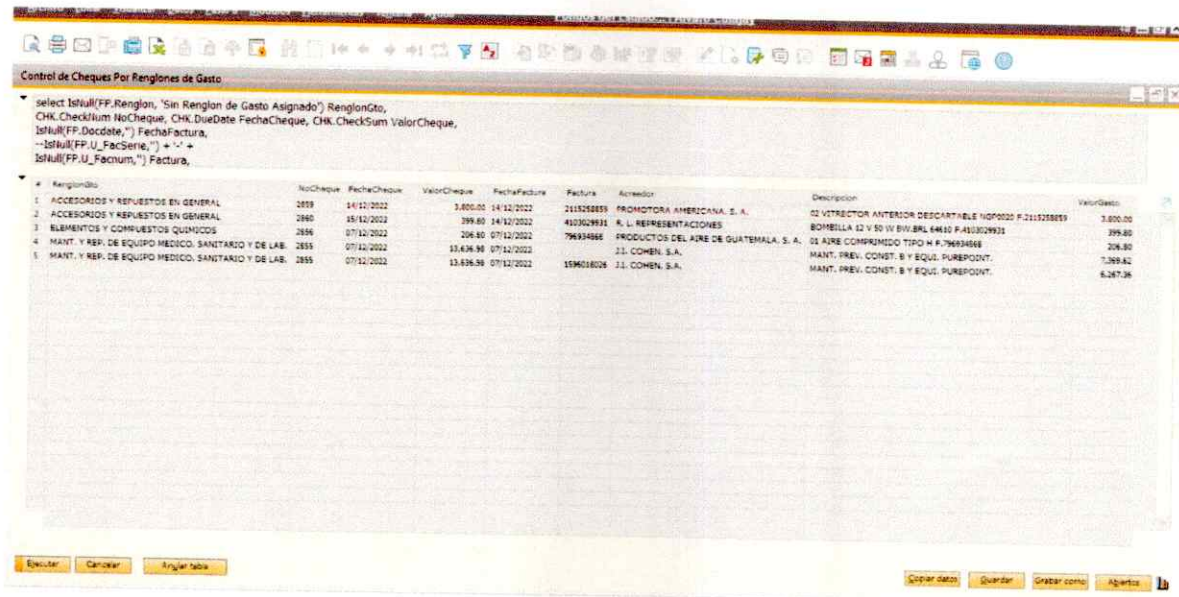 Control de Cheques Por Renglones de Gasto
select IsNull(FP.Renglon, 'Sin Renglon de Gasto Asignado') RenglonGto,
CHK.CheckNum NoCheque, CHK.DueDate FechaCheque, CHK.CheckSum ValorCheque,
IsNull(FP.Docdate,'') FechaFactura,
--IsNull(FP.U_FacSerie,'') + '-' +
IsNull(FP.U_Facnum,'') Factura,
# RenglonGto NoCheque FechaCheque ValorCheque FechaFactura Factura Acreedor Descripcion ValorGasto
1 ACCESORIOS Y REPUESTOS EN GENERAL 2859 14/12/2022 3,800.00 14/12/2022 2115258859 PROMOTORA AMERICANA. S. A. 02 VITRECTOR ANTERIOR DESCARTABLE NGP0020 F.2115258859 3,800.00
2 ACCESORIOS Y REPUESTOS EN GENERAL 2860 15/12/2022 399.80 14/12/2022 4103029931 R. L. REPRESENTACIONES BOMBILLA 12 V 50 W BW.BRL 64610 F.4103029931 399.80
3 ELEMENTOS Y COMPUESTOS QUIMICOS 2856 07/12/2022 206.80 07/12/2022 796934868 PRODUCTOS DEL AIRE DE GUATEMALA. S. A. 01 AIRE COMPRIMIDO TIPO H F.796934868 206.80
4 MANT. Y REP. DE EQUIPO MEDICO. SANITARIO Y DE LAB. 2855 07/12/2022 13,636.98 07/12/2022 J.I. COHEN. S.A. MANT. PREV. CONST. B Y EQUI. PUREPOINT. 7,369.62
5 MANT. Y REP. DE EQUIPO MEDICO. SANITARIO Y DE LAB. 2855 07/12/2022 13,636.98 07/12/2022 1596016026 J.I. COHEN. S.A. MANT. PREV. CONST. B Y EQUI. PUREPOINT. 6,267.36
Ejecutar Cancelar Anular tabla Copiar datos Guardar Grabar como Abiertos